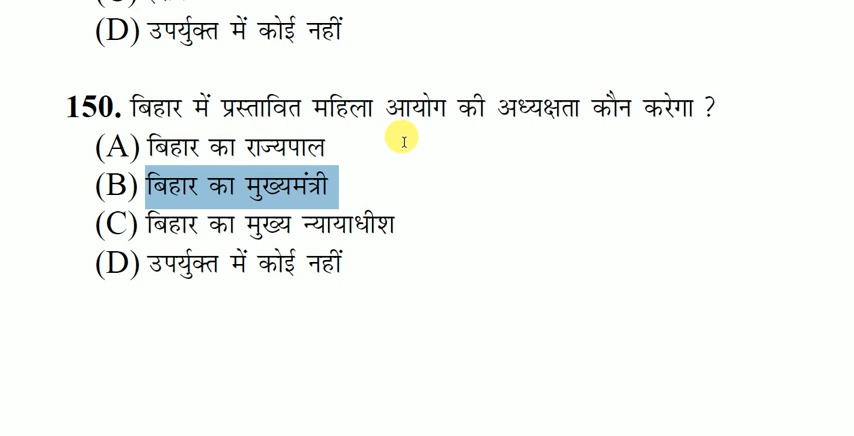 (D) उपर्युक्त में कोई नहीं
150. बिहार में प्रस्तावित महिला आयोग की अध्यक्षता कौन करेगा ?
(A) बिहार का राज्यपाल
(B) बिहार का मुख्यमंत्री
(C) बिहार का मुख्य न्यायाधीश
(D) उपर्युक्त में कोई नहीं